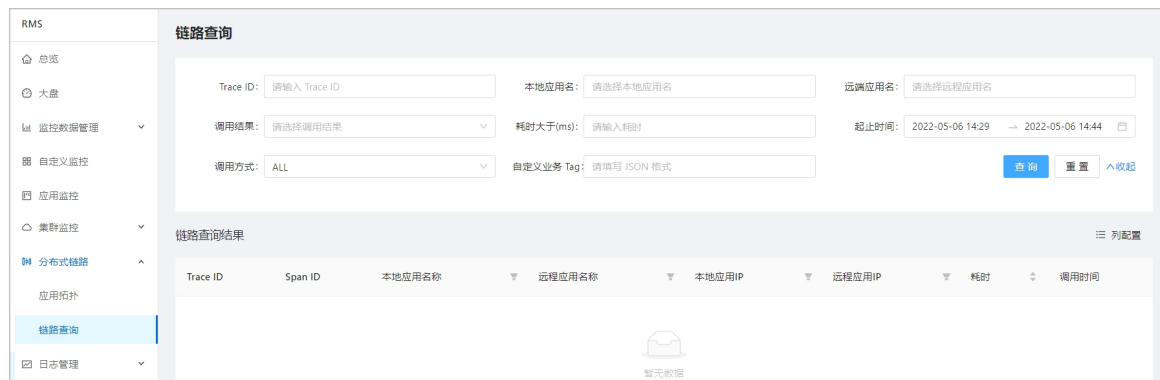 RMS
总览
大盘
监控数据管理
自定义监控
应用监控
集群监控
分布式链路
应用拓扑
链路查询
日志管理
链路查询
Trace ID: 请输入 Trace ID 本地应用名: 请选择本地应用名 远端应用名: 请选择远程应用名
调用结果: 请选择调用结果 耗时大于(ms): 请输入耗时 起止时间: 2022-05-06 14:29 → 2022-05-06 14:44
调用方式: ALL 自定义业务 Tag: 请填写 JSON 格式 查 询 重 置 收起
链路查询结果 列配置
Trace ID Span ID 本地应用名称 远程应用名称 本地应用IP 远程应用IP 耗时 调用时间
暂无数据